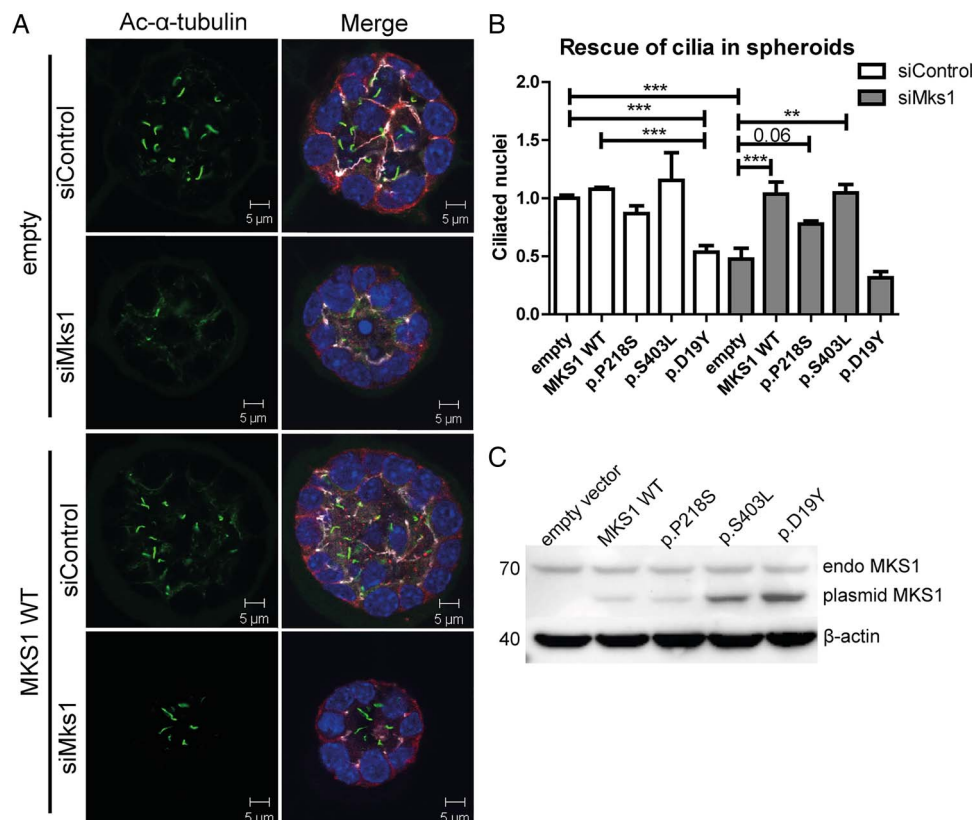 A
Ac-α-tubulin
Merge
empty
siControl
5 µm
5 µm
siMks1
5 µm
5 µm
MKS1 WT
siControl
5 µm
5 µm
siMks1
5 µm
5 µm
B
Rescue of cilia in spheroids
siControl
siMks1
***
***
**
***
0.06
***
Ciliated nuclei
2.0
1.5
1.0
0.5
0.0
empty
MKS1 WT
p.P218S
p.S403L
p.D19Y
empty
MKS1 WT
p.P218S
p.S403L
p.D19Y
C
empty vector
MKS1 WT
p.P218S
p.S403L
p.D19Y
70
endo MKS1
plasmid MKS1
40
β-actin